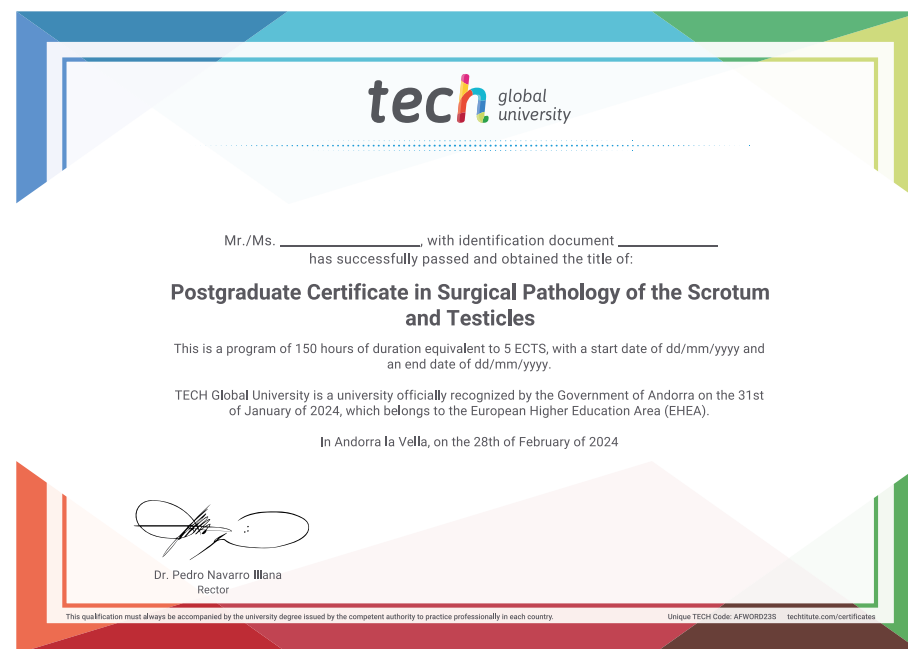 tech global
university
Mr./Ms. ____________, with identification document ____________
has successfully passed and obtained the title of:
Postgraduate Certificate in Surgical Pathology of the Scrotum
and Testicles
This is a program of 150 hours of duration equivalent to 5 ECTS, with a start date of dd/mm/yyyy and
an end date of dd/mm/yyyy.
TECH Global University is a university officially recognized by the Government of Andorra on the 31st
of January of 2024, which belongs to the European Higher Education Area (EHEA).
In Andorra la Vella, on the 28th of February of 2024
Dr. Pedro Navarro Illana
Rector
This qualification must always be accompanied by the university degree issued by the competent authority to practice professionally in each country.
Unique TECH Code: AFWORD23S techtitute.com/certificates